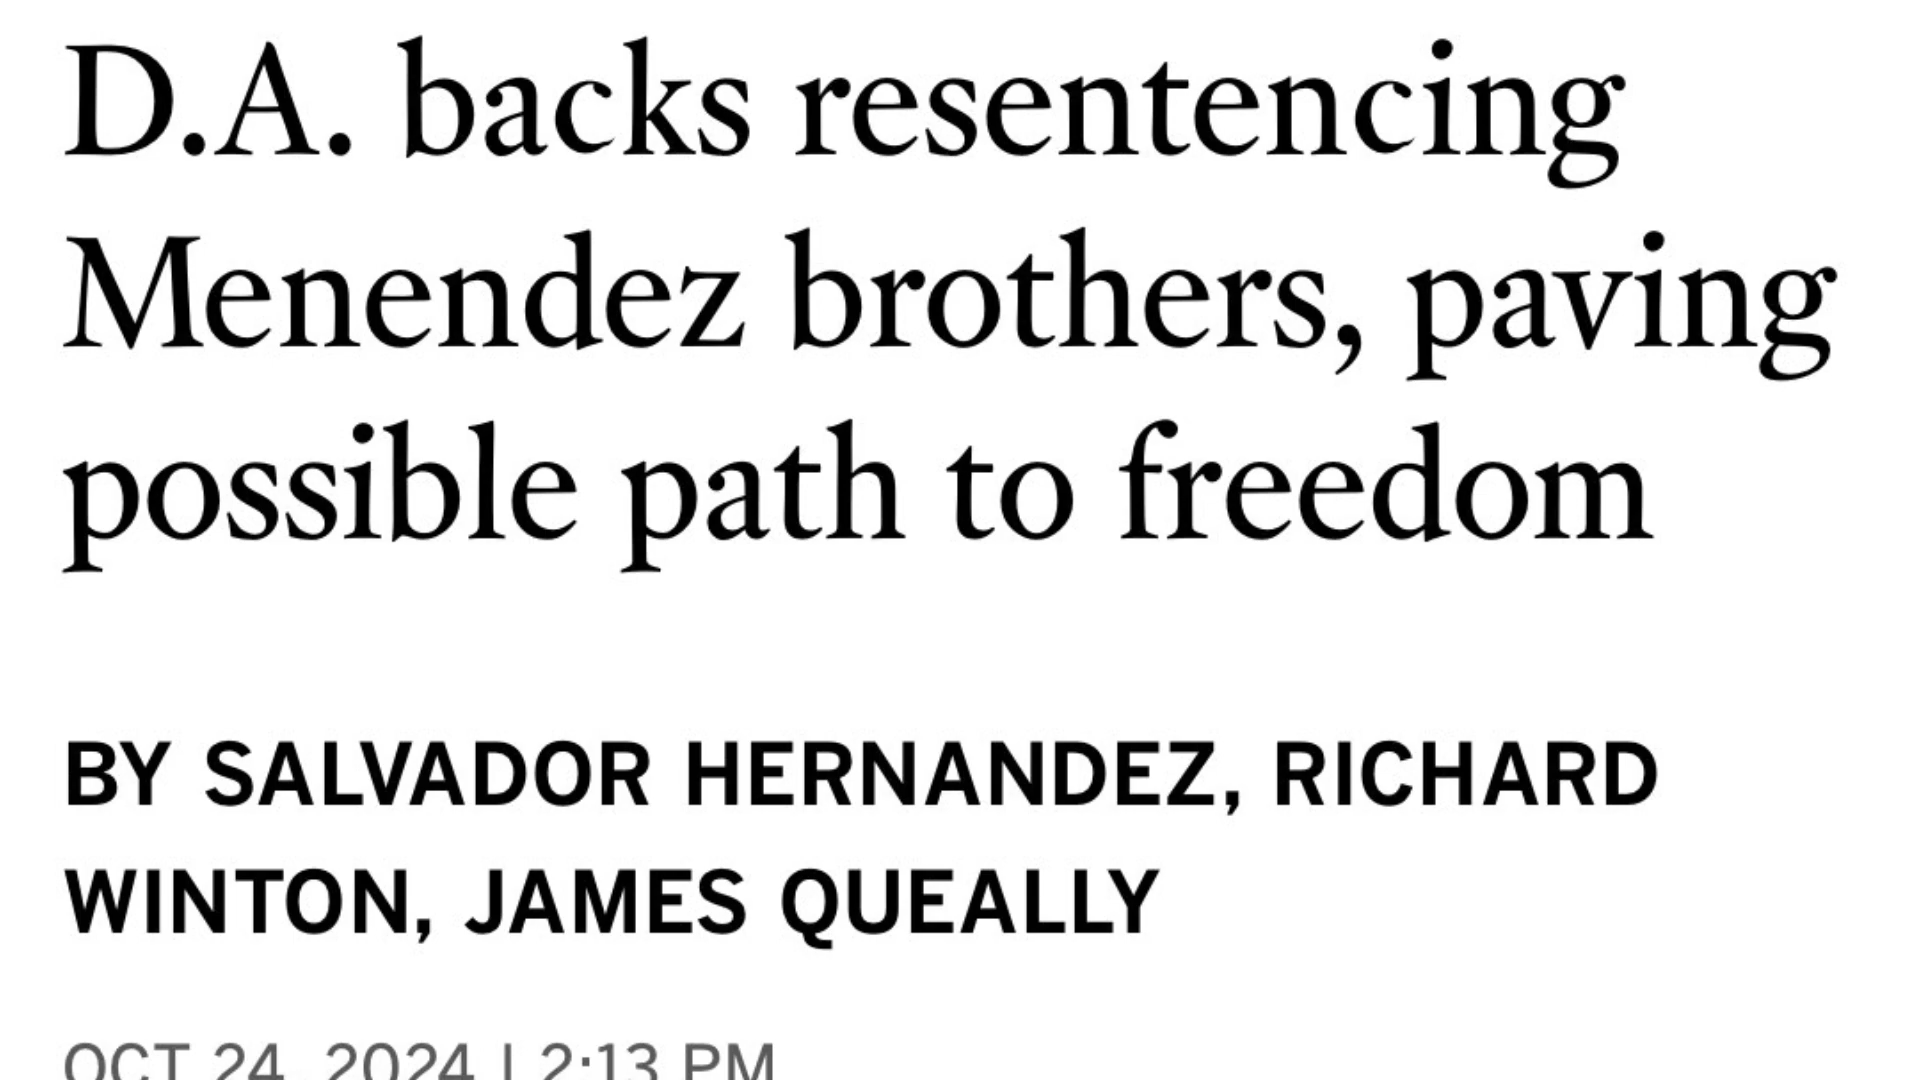 D.A. backs resentencing
Menendez brothers, paving
possible path to freedom
BY SALVADOR HERNANDEZ, RICHARD
WINTON, JAMES QUEALLY
OCT 24, 2024 | 2:13 PM